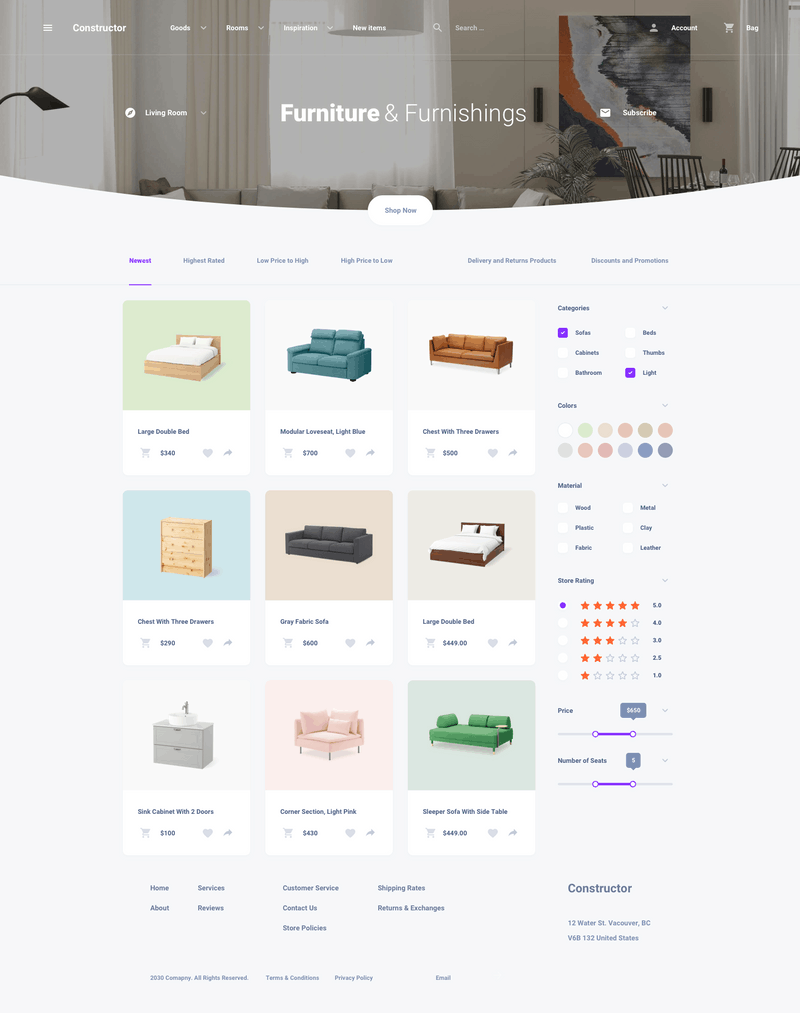 Constructor Goods Rooms Inspiration New items Search ... Account Bag
Living Room Furniture & Furnishings Subscribe
Shop Now
Newest Highest Rated Low Price to High High Price to Low Delivery and Returns Products Discounts and Promotions
Categories
Sofas Beds
Cabinets Thumbs
Bathroom Light
Colors
Large Double Bed
$340
Modular Loveseat, Light Blue
$700
Chest With Three Drawers
$500
Material
Wood Metal
Plastic Clay
Fabric Leather
Store Rating
5.0
4.0
3.0
2.5
1.0
Chest With Three Drawers
$290
Gray Fabric Sofa
$600
Large Double Bed
$449.00
Price $650
Number of Seats 5
Sink Cabinet With 2 Doors
$100
Corner Section, Light Pink
$430
Sleeper Sofa With Side Table
$449.00
Home Services Customer Service Shipping Rates Constructor
About Reviews Contact Us Returns & Exchanges
Store Policies
12 Water St. Vacouver, BC
V6B 132 United States
2030 Comapny. All Rights Reserved. Terms & Conditions Privacy Policy Email